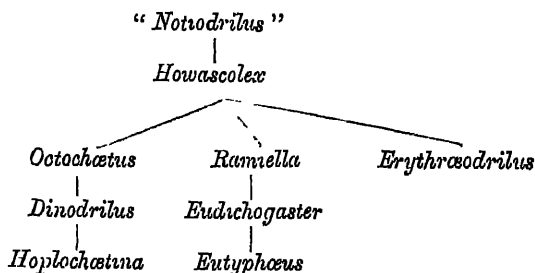 “ Notiodrilus ”
Howascolex
Octochætus Ramiella Erythræodrilus
Dinodrilus Eudichogaster
Hoplochætina Eutyphœus